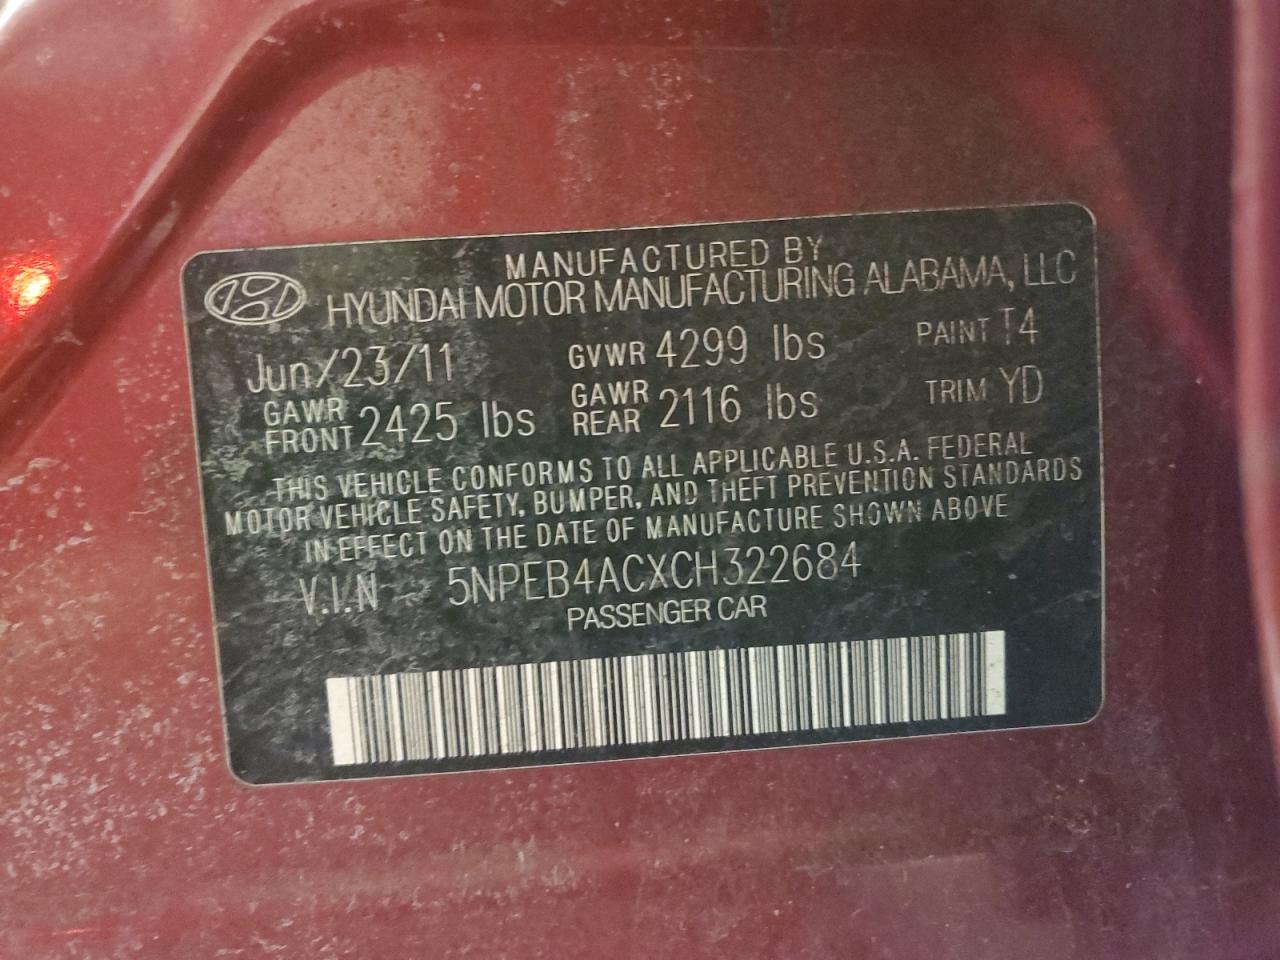 MANUFACTURED BY
HYUNDAI MOTOR MANUFACTURING ALABAMA, LLC
Jun/23/11 GVWR 4299 lbs PAINT T4
GAWR FRONT 2425 lbs GAWR REAR 2116 lbs TRIM YD
THIS VEHICLE CONFORMS TO ALL APPLICABLE U.S.A. FEDERAL
MOTOR VEHICLE SAFETY, BUMPER, AND THEFT PREVENTION STANDARDS
IN EFFECT ON THE DATE OF MANUFACTURE SHOWN ABOVE
V.I.N 5NPEB4ACXCH322684
PASSENGER CAR